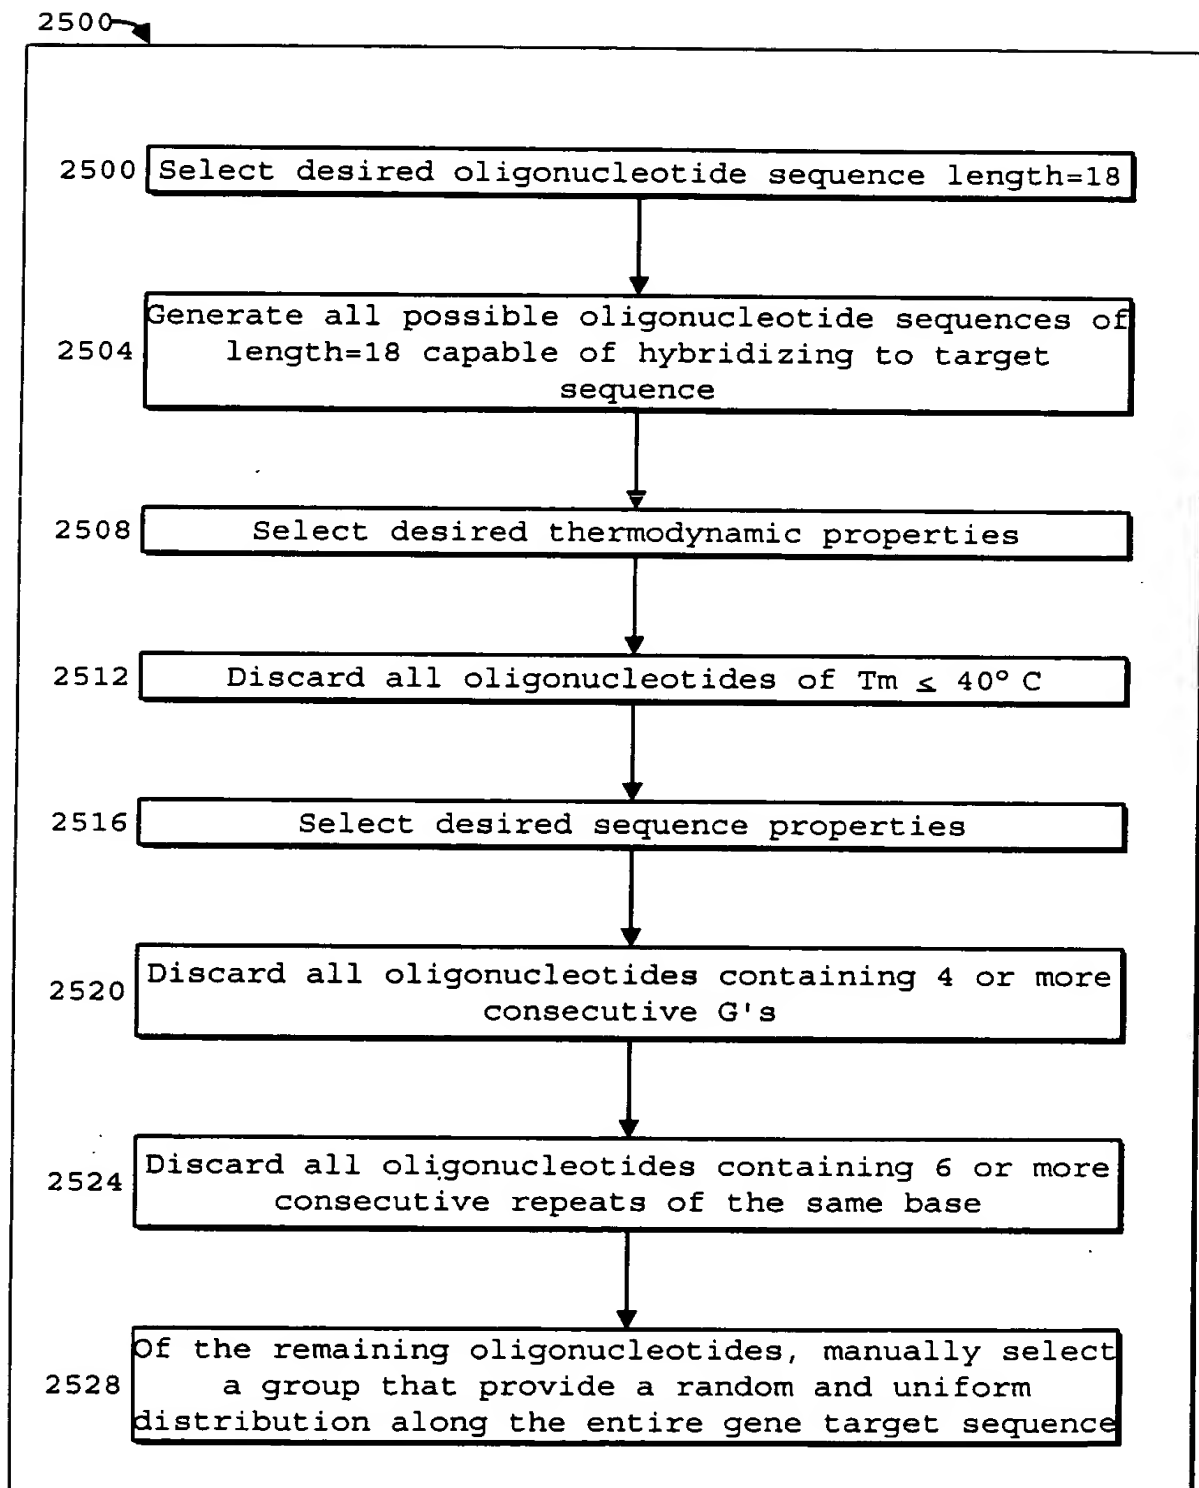 2500
2500 Select desired oligonucleotide sequence length=18
Generate all possible oligonucleotide sequences of
2504 length=18 capable of hybridizing to target
sequence
2508 Select desired thermodynamic properties
2512 Discard all oligonucleotides of Tm ≤ 40° C
2516 Select desired sequence properties
Discard all oligonucleotides containing 4 or more
2520 consecutive G's
Discard all oligonucleotides containing 6 or more
2524 consecutive repeats of the same base
Of the remaining oligonucleotides, manually select
2528 a group that provide a random and uniform
distribution along the entire gene target sequence